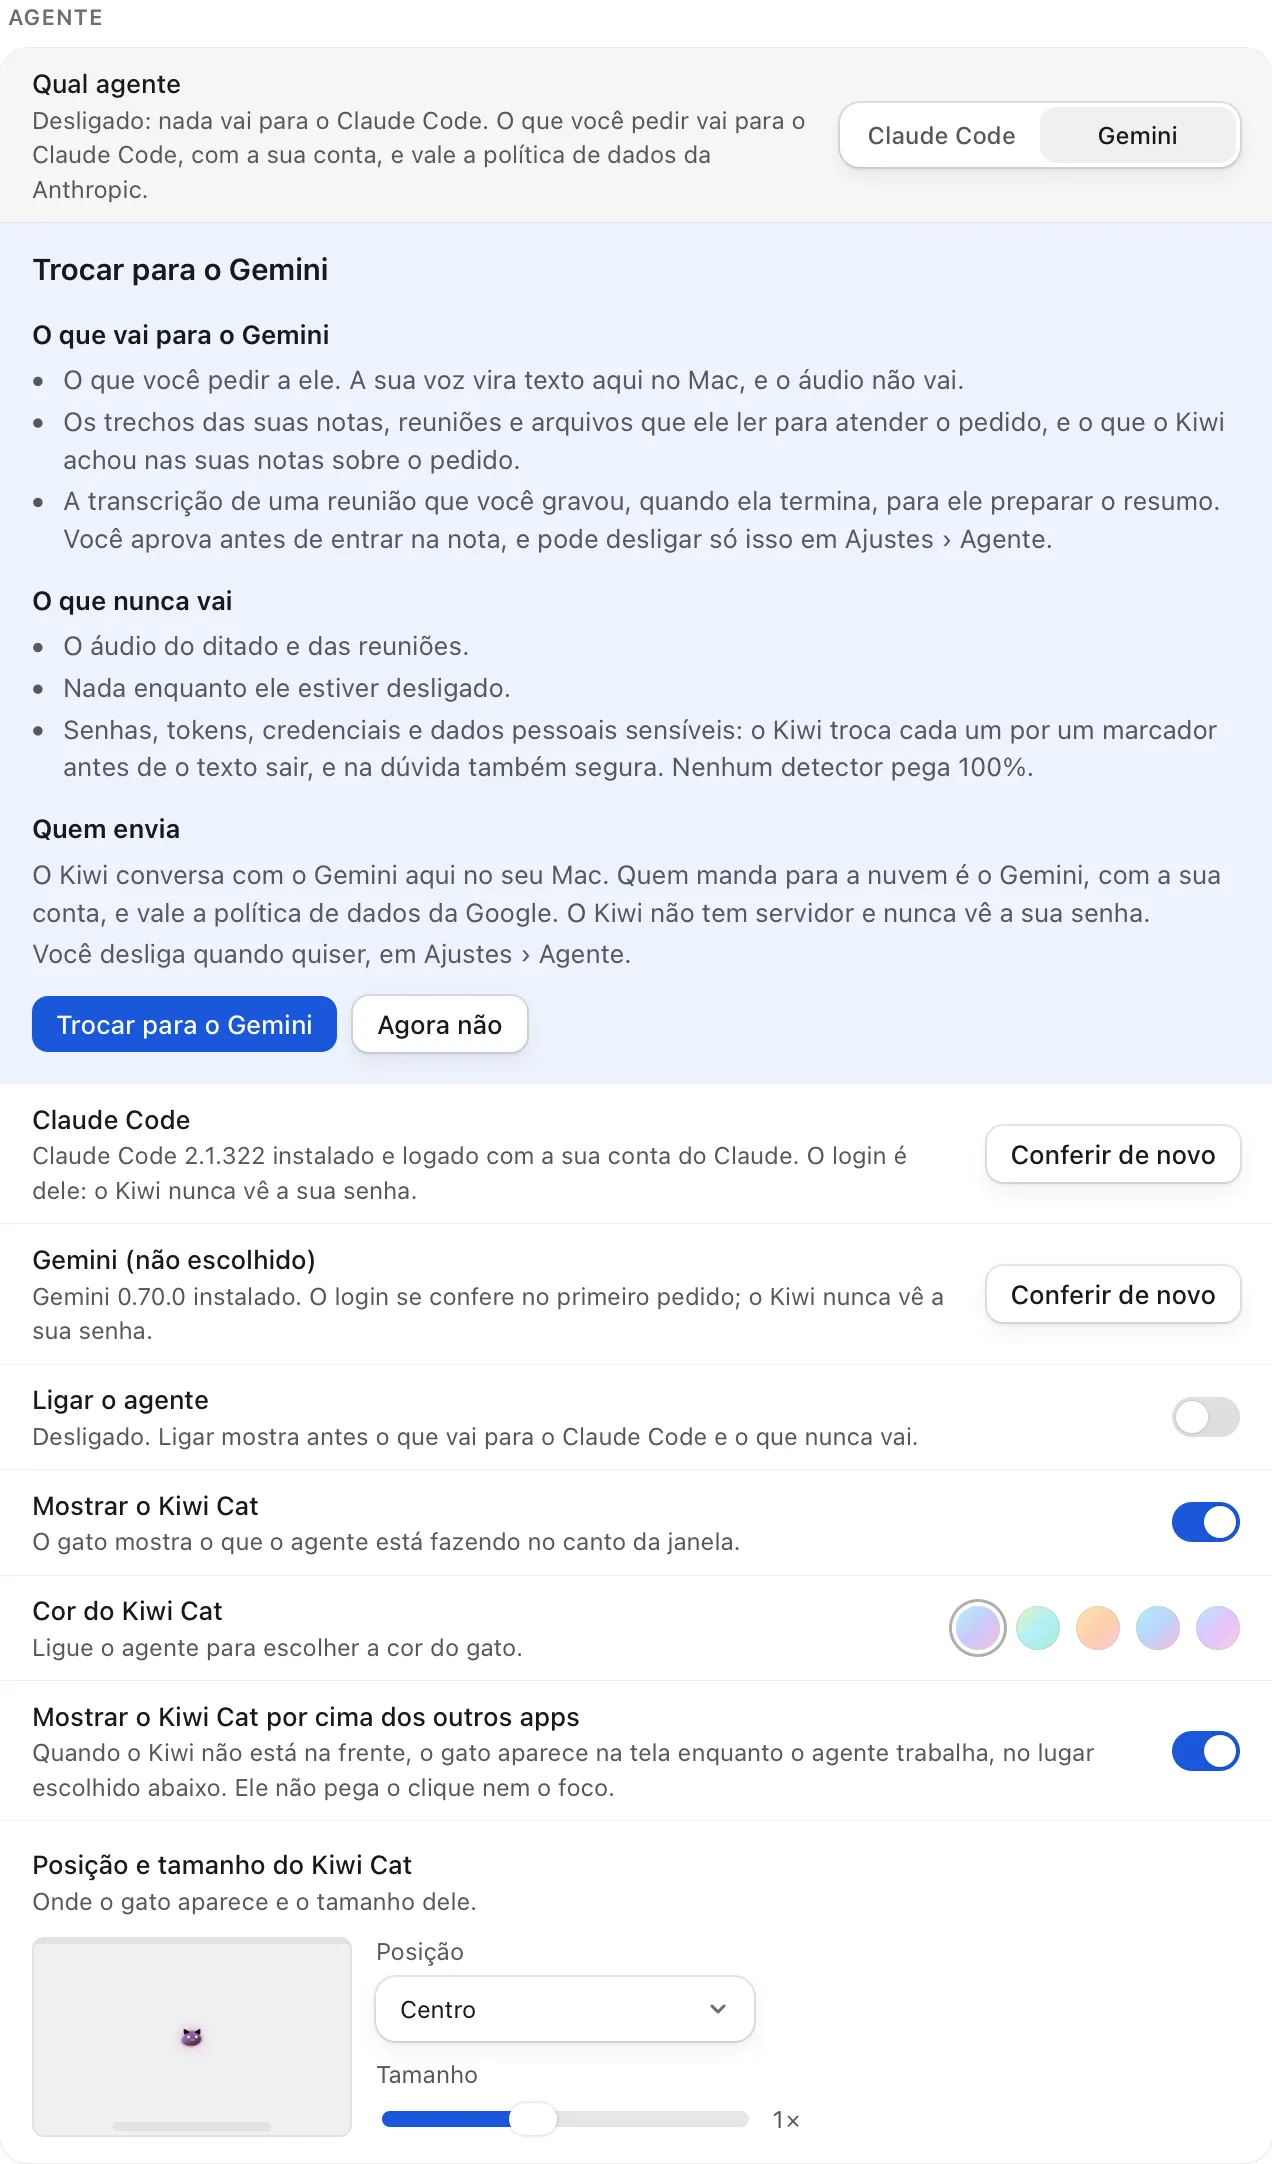 AGENTE
Qual agente
Desligado: nada vai para o Claude Code. O que você pedir vai para o
Claude Code, com a sua conta, e vale a política de dados da
Anthropic.
Claude Code
Gemini
Trocar para o Gemini
O que vai para o Gemini
• O que você pedir a ele. A sua voz vira texto aqui no Mac, e o áudio não vai.
• Os trechos das suas notas, reuniões e arquivos que ele ler para atender o pedido, e o que o Kiwi
achou nas suas notas sobre o pedido.
• A transcrição de uma reunião que você gravou, quando ela termina, para ele preparar o resumo.
Você aprova antes de entrar na nota, e pode desligar só isso em Ajustes › Agente.
O que nunca vai
• O áudio do ditado e das reuniões.
• Nada enquanto ele estiver desligado.
• Senhas, tokens, credenciais e dados pessoais sensíveis: o Kiwi troca cada um por um marcador
antes de o texto sair, e na dúvida também segura. Nenhum detector pega 100%.
Quem envia
O Kiwi conversa com o Gemini aqui no seu Mac. Quem manda para a nuvem é o Gemini, com a sua
conta, e vale a política de dados da Google. O Kiwi não tem servidor e nunca vê a sua senha.
Você desliga quando quiser, em Ajustes › Agente.
Trocar para o Gemini
Agora não
Claude Code
Claude Code 2.1.322 instalado e logado com a sua conta do Claude. O login é
dele: o Kiwi nunca vê a sua senha.
Conferir de novo
Gemini (não escolhido)
Gemini 0.70.0 instalado. O login se confere no primeiro pedido; o Kiwi nunca vê a
sua senha.
Conferir de novo
Ligar o agente
Desligado. Ligar mostra antes o que vai para o Claude Code e o que nunca vai.
Mostrar o Kiwi Cat
O gato mostra o que o agente está fazendo no canto da janela.
Cor do Kiwi Cat
Ligue o agente para escolher a cor do gato.
Mostrar o Kiwi Cat por cima dos outros apps
Quando o Kiwi não está na frente, o gato aparece na tela enquanto o agente trabalha, no lugar
escolhido abaixo. Ele não pega o clique nem o foco.
Posição e tamanho do Kiwi Cat
Onde o gato aparece e o tamanho dele.
Posição
Centro
Tamanho
1×